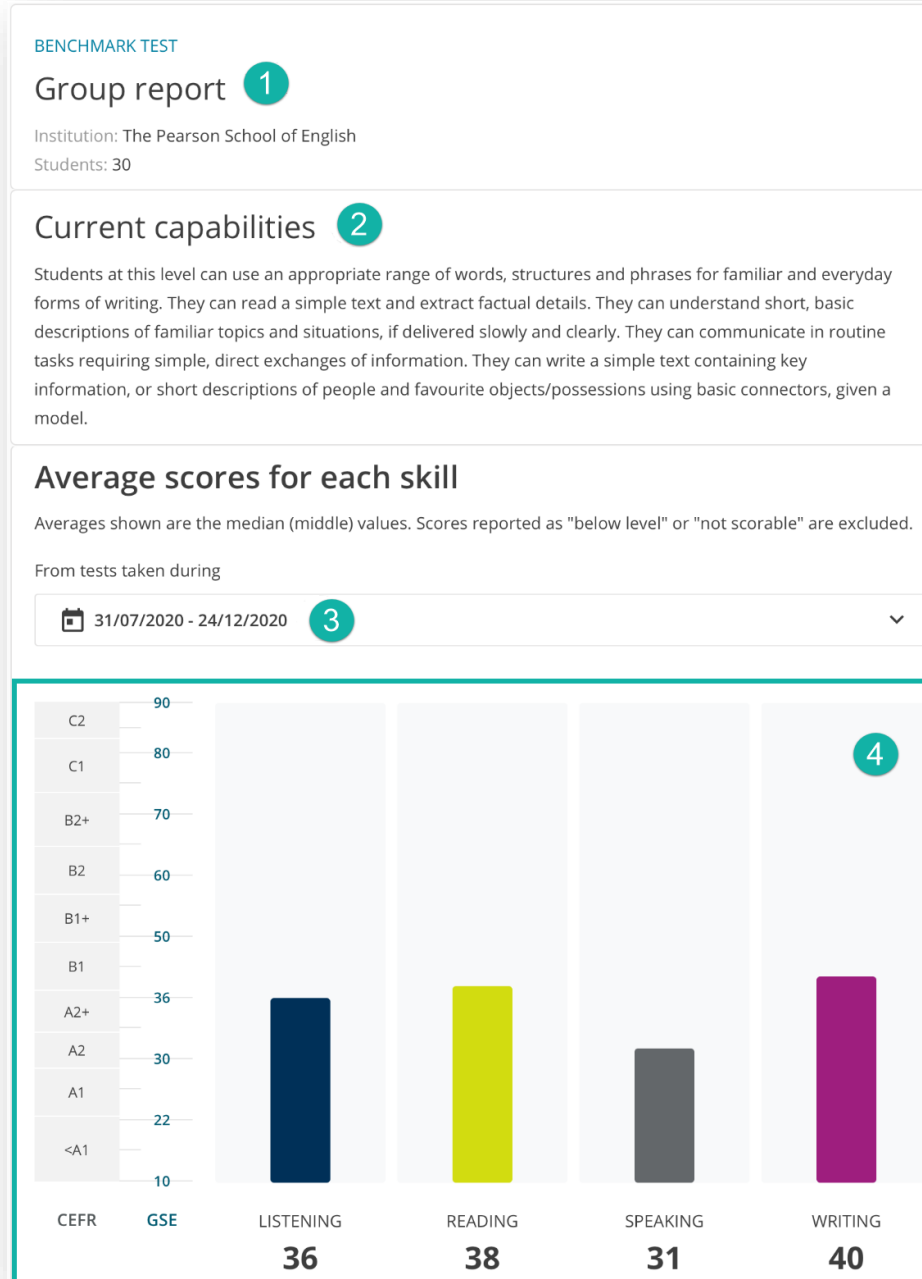 BENCHMARK TEST
Group report 1
Institution: The Pearson School of English
Students: 30
Current capabilities 2
Students at this level can use an appropriate range of words, structures and phrases for familiar and everyday
forms of writing. They can read a simple text and extract factual details. They can understand short, basic
descriptions of familiar topics and situations, if delivered slowly and clearly. They can communicate in routine
tasks requiring simple, direct exchanges of information. They can write a simple text containing key
information, or short descriptions of people and favourite objects/possessions using basic connectors, given a
model.
Average scores for each skill
Averages shown are the median (middle) values. Scores reported as "below level" or "not scorable" are excluded.
From tests taken during
31/07/2020 - 24/12/2020 3
90
C2
4
80
C1
70
B2+
B2
60
B1+
50
B1
36
A2+
A2
30
A1
22
<A1
10
CEFR GSE LISTENING READING SPEAKING WRITING
36 38 31 40